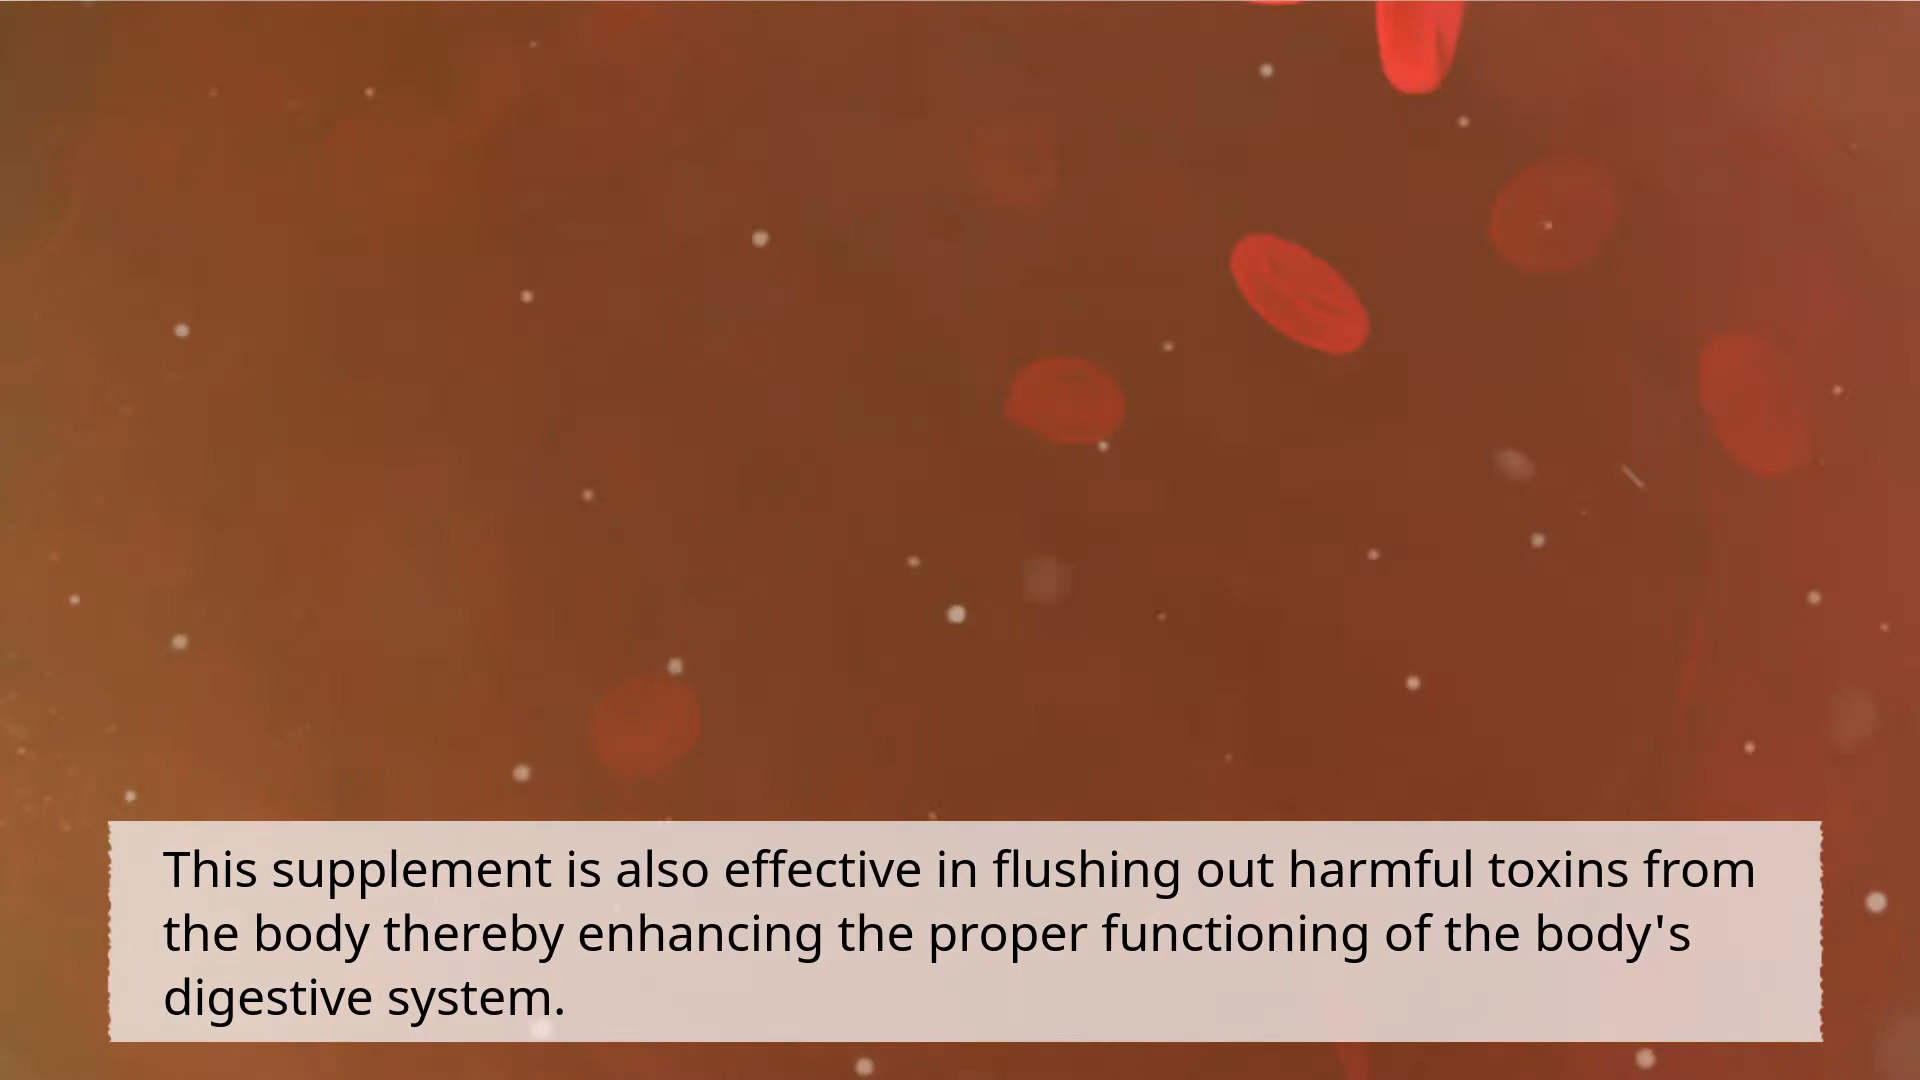 This supplement is also effective in flushing out harmful toxins from
the body thereby enhancing the proper functioning of the body's
digestive system.